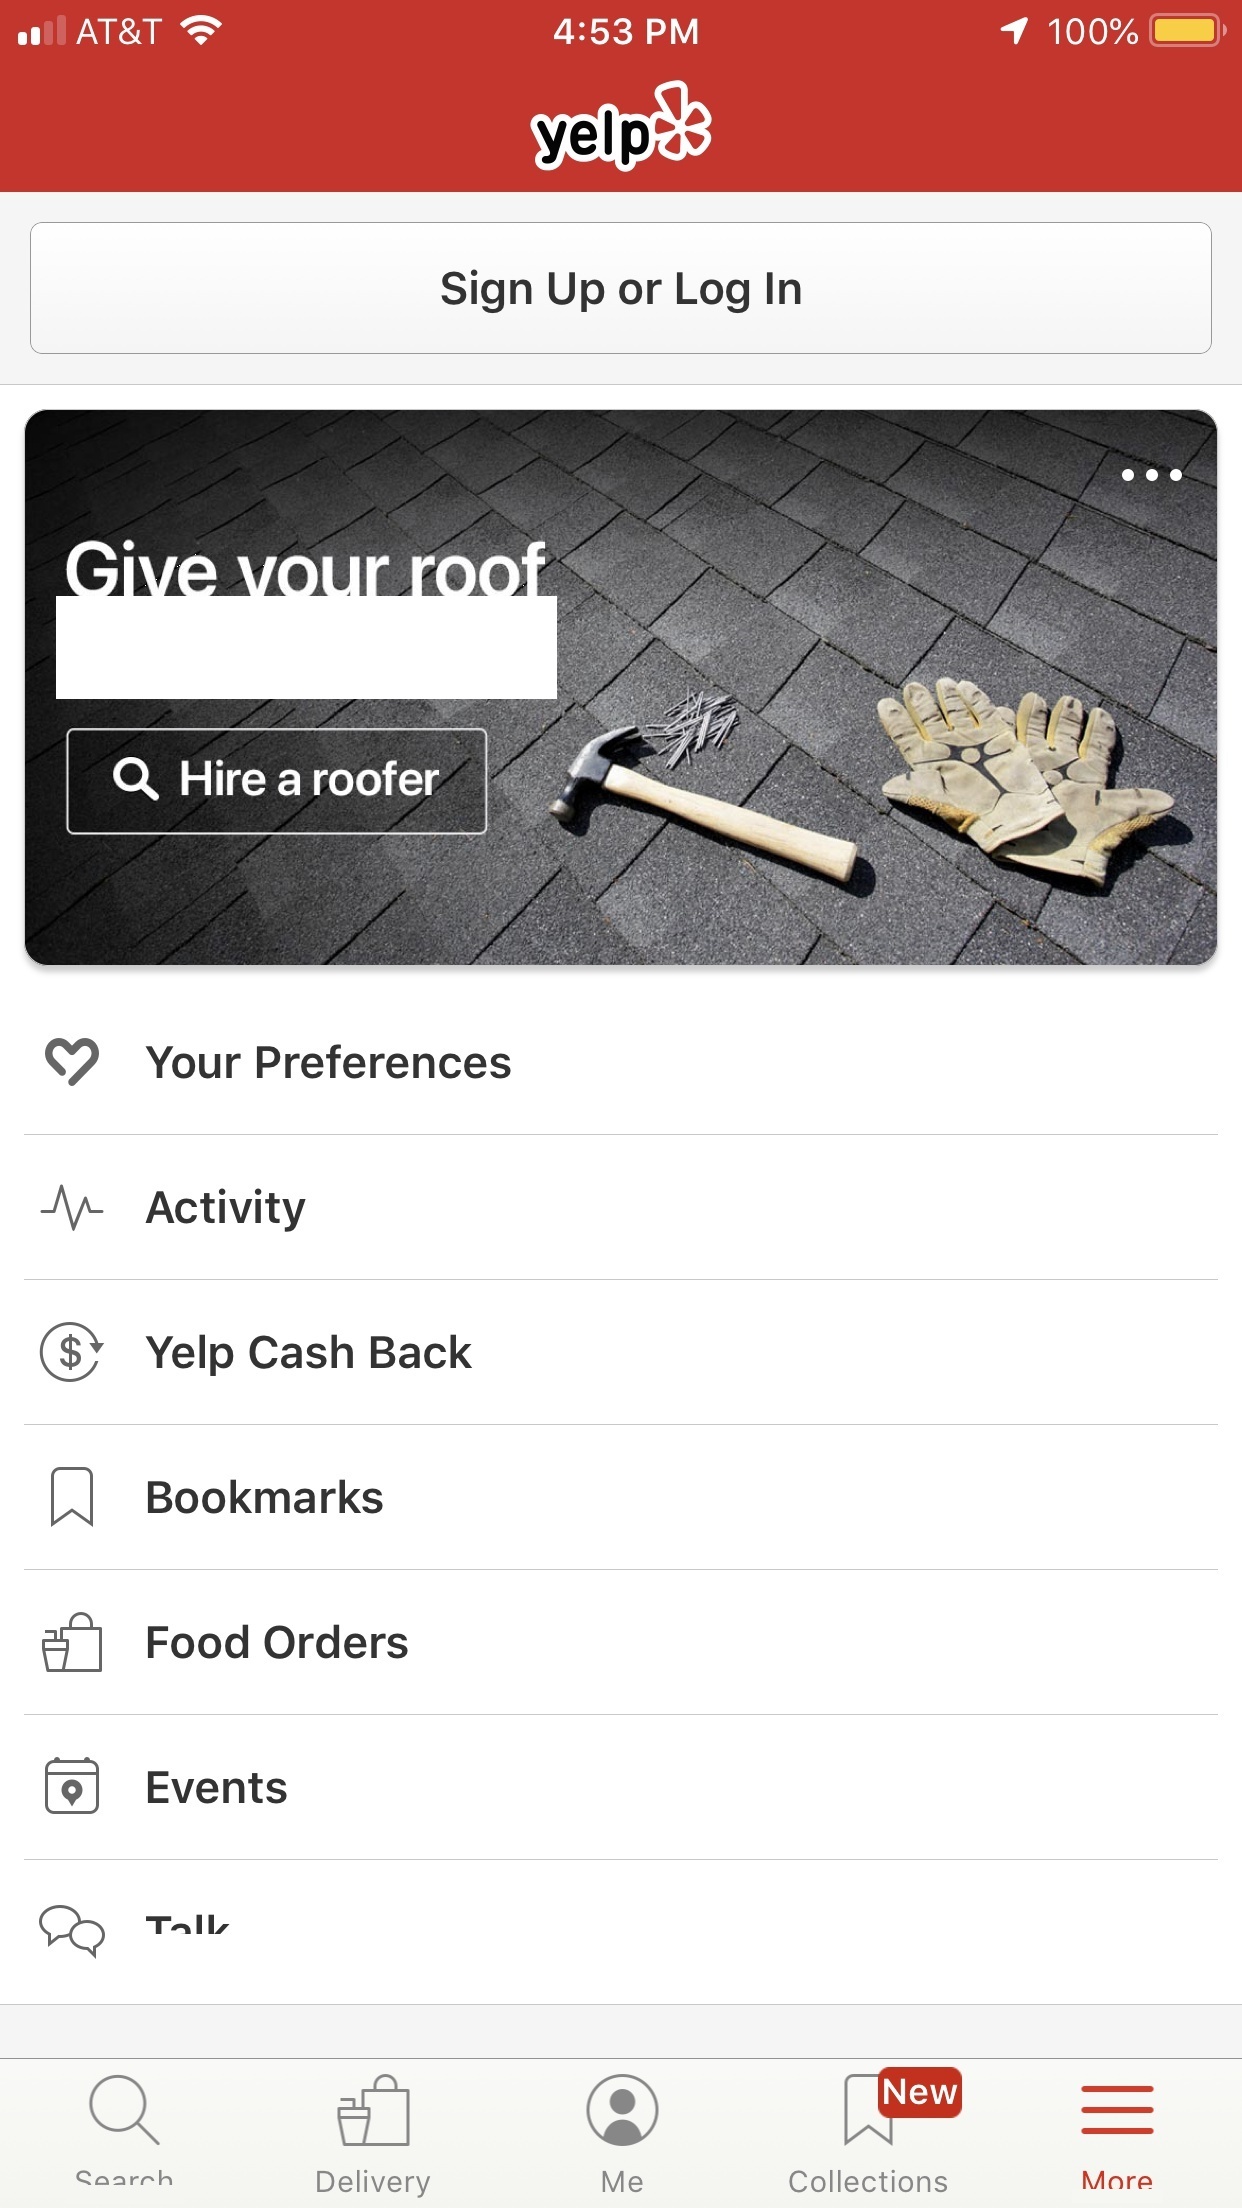 AT&T 4:53 PM 100%
yelp
Sign Up or Log In
Give your roof
Hire a roofer
Your Preferences
Activity
$ Yelp Cash Back
Bookmarks
Food Orders
Events
Talk
New
Search Delivery Me Collections More